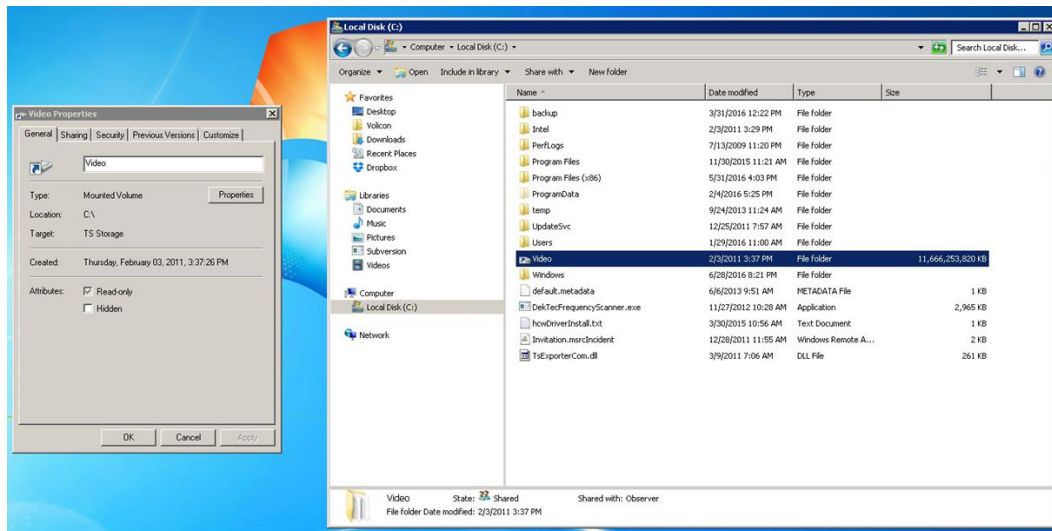 Video Properties
General Sharing Security Previous Versions Customize
Video
Type: Mounted Volume Properties
Location: C:\
Target: TS Storage
Created: Thursday, February 03, 2011, 3:37:26 PM
Attributes: Read-only
Hidden
OK Cancel Apply
Local Disk (C:)
Computer Local Disk (C:) Search Local Disk...
Organize Open Include in library Share with New folder
Favorites
Desktop
Volicon
Downloads
Recent Places
Dropbox
Libraries
Documents
Music
Pictures
Subversion
Videos
Computer
Local Disk (C:)
Network
Name Date modified Type Size
backup 3/31/2016 12:22 PM File folder
Intel 2/3/2011 3:29 PM File folder
PerfLogs 7/13/2009 11:20 PM File folder
Program Files 11/30/2015 11:21 AM File folder
Program Files (x86) 5/31/2016 4:03 PM File folder
ProgramData 2/4/2016 5:25 PM File folder
temp 9/24/2013 11:24 AM File folder
UpdateSvc 12/25/2011 7:57 AM File folder
Users 1/29/2016 11:00 AM File folder
Video 2/3/2011 3:37 PM File folder 11,666,253,820 KB
Windows 6/28/2016 8:21 PM File folder
default.metadata 6/6/2013 9:51 AM METADATA File 1 KB
DekTecFrequencyScanner.exe 11/27/2012 10:28 AM Application 2,965 KB
hcwDriverInstall.txt 3/30/2015 10:56 AM Text Document 1 KB
Invitation.msrcIncident 12/28/2011 11:55 AM Windows Remote A... 2 KB
TsExporterCom.dll 3/9/2011 7:06 AM DLL File 261 KB
Video State: Shared Shared with: Observer
File folder Date modified: 2/3/2011 3:37 PM